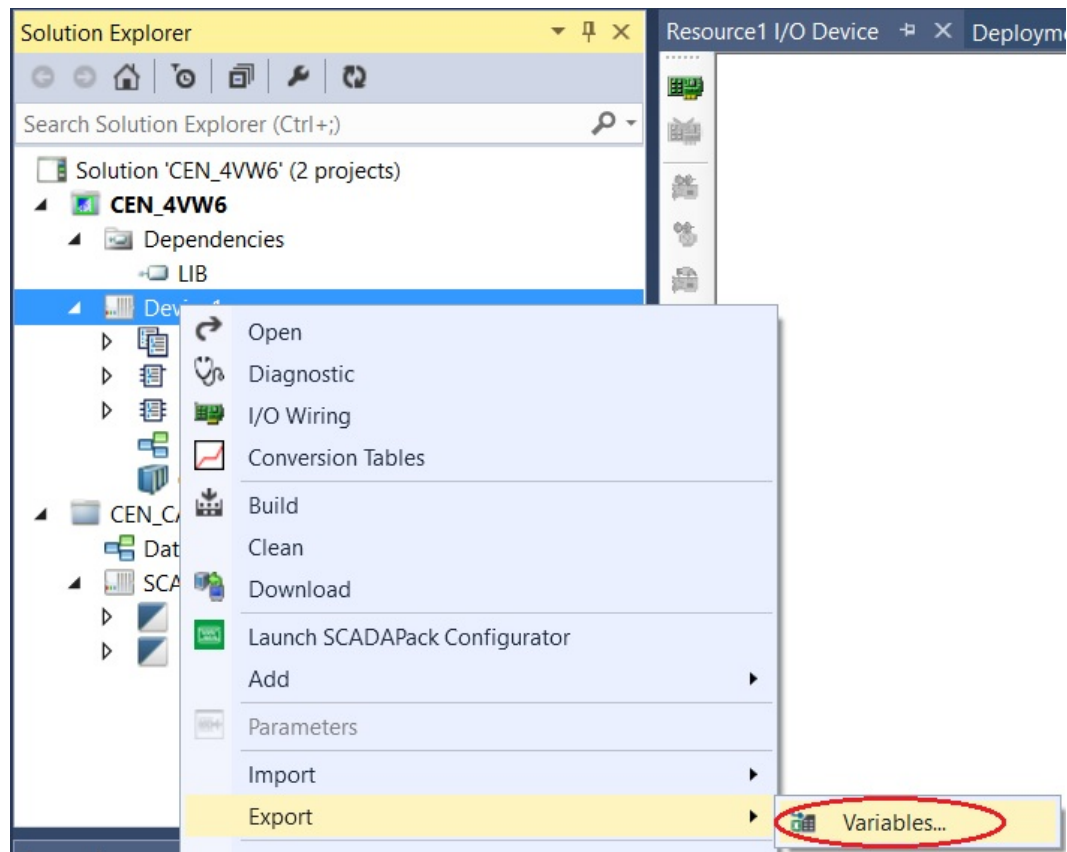 Solution Explorer
Search Solution Explorer (Ctrl+;)
Solution 'CEN_4VW6' (2 projects)
CEN_4VW6
Dependencies
LIB
Open
Diagnostic
I/O Wiring
Conversion Tables
Build
Clean
Download
Launch SCADAPack Configurator
Add
Parameters
Import
Export
Variables...
Resource1 I/O Device